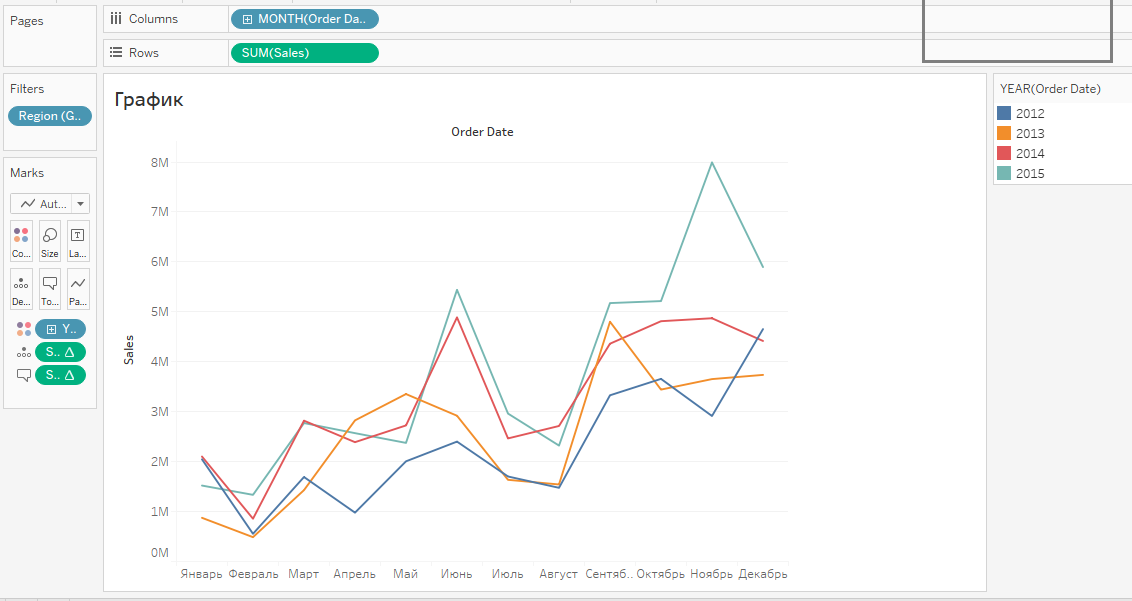 Pages
Columns
MONTH(Order Da..
Rows
SUM(Sales)
Filters
Region (G..
Marks
Aut...
Co...
Size
La...
De...
To...
Pa...
Y..
S.. Δ
S.. Δ
График
Order Date
Sales
8M
7M
6M
5M
4M
3M
2M
1M
0M
Январь Февраль Март Апрель Май Июнь Июль Август Сентяб.. Октябрь Ноябрь Декабрь
YEAR(Order Date)
2012
2013
2014
2015